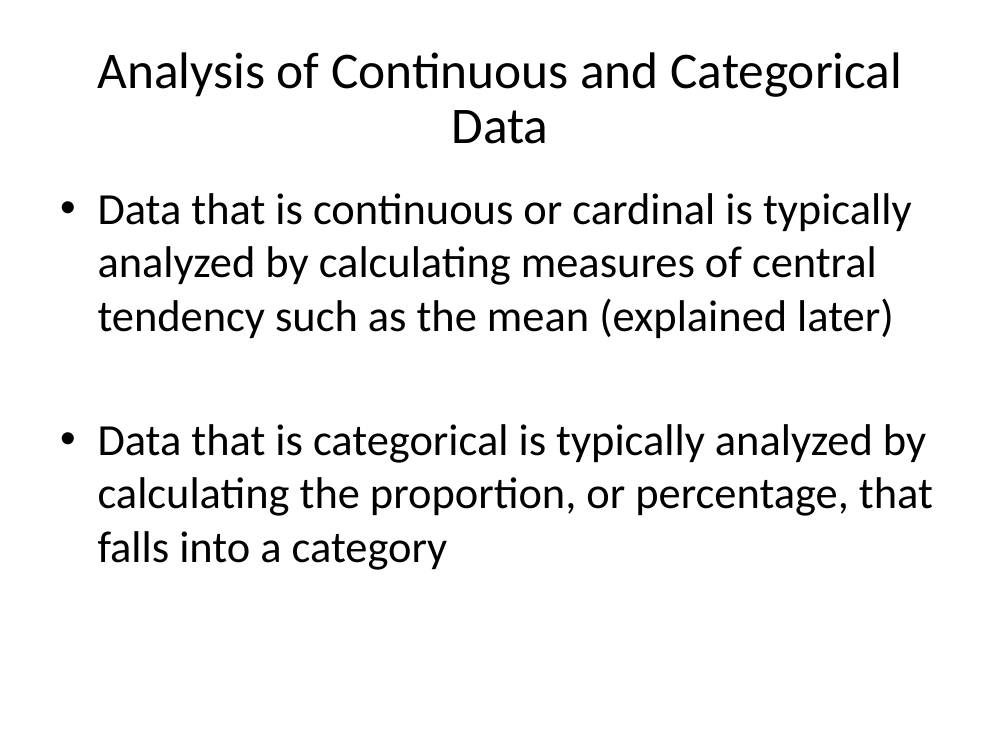 Analysis of Continuous and Categorical
Data
• Data that is continuous or cardinal is typically
analyzed by calculating measures of central
tendency such as the mean (explained later)
• Data that is categorical is typically analyzed by
calculating the proportion, or percentage, that
falls into a category